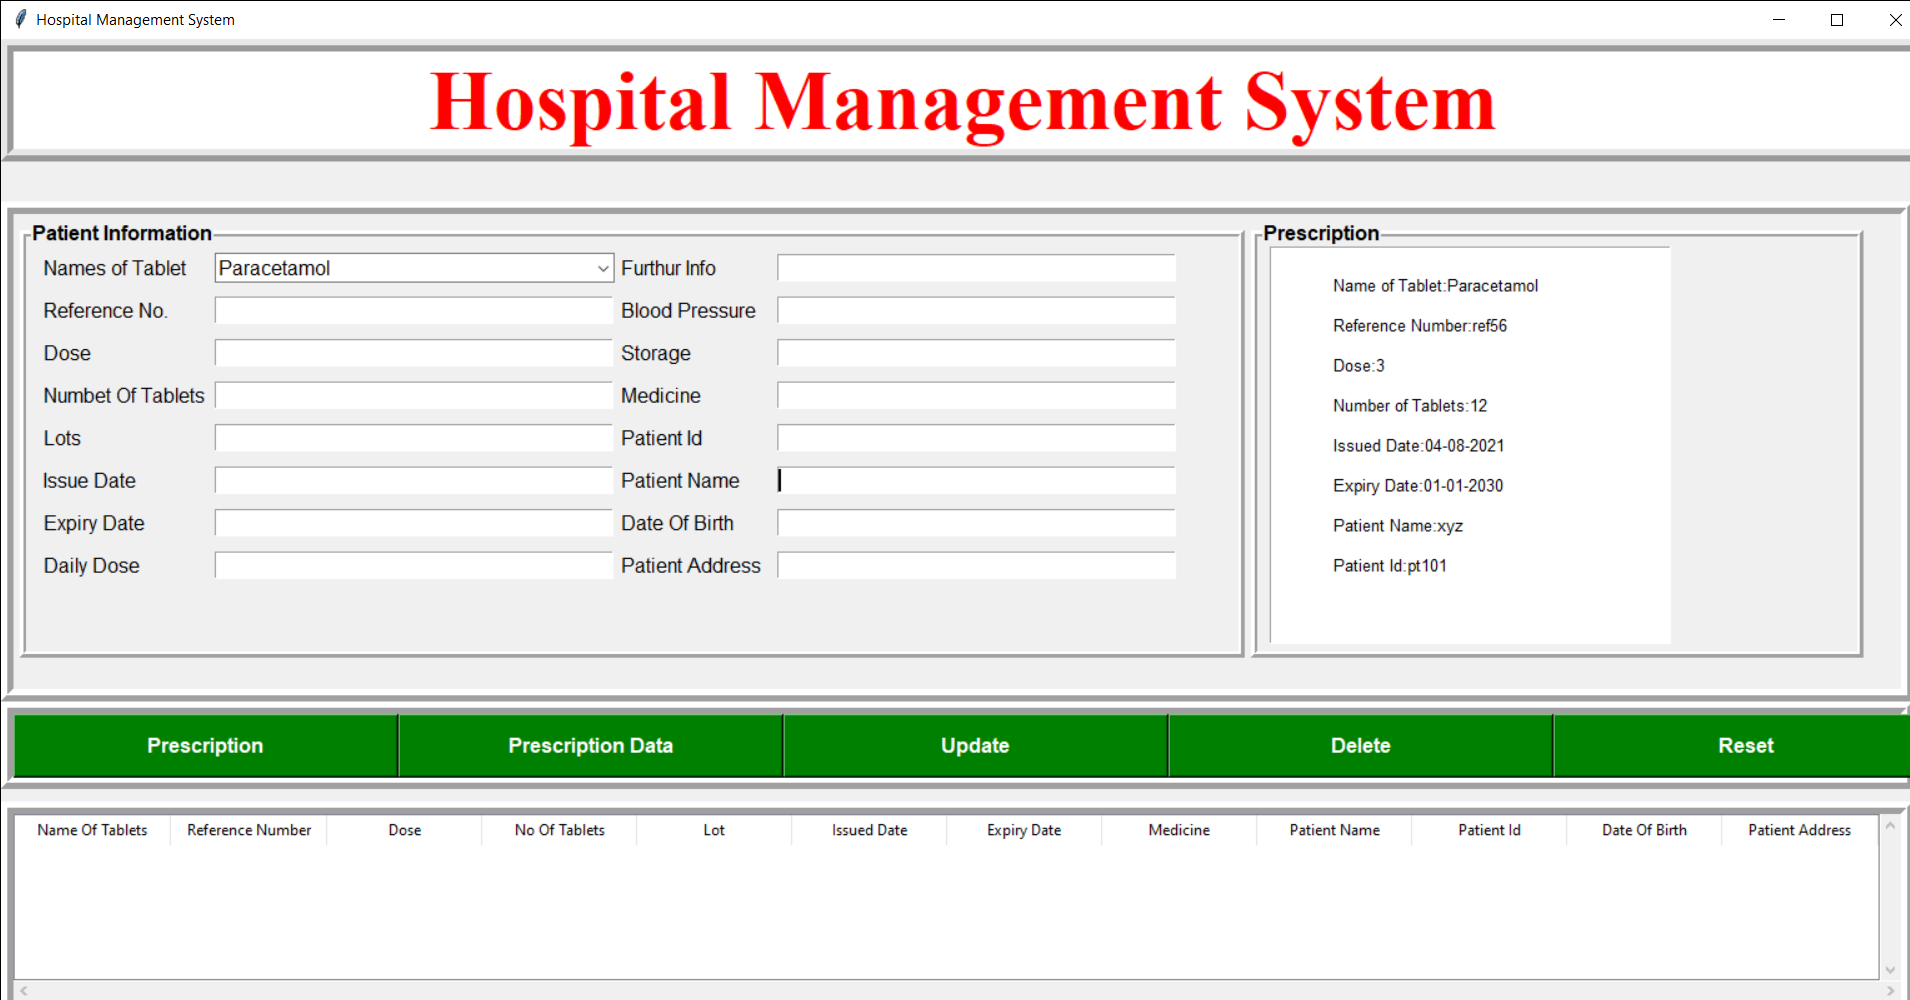 Hospital Management System
Hospital Management System
Patient Information
Names of Tablet Paracetamol
Reference No.
Dose
Numbet Of Tablets
Lots
Issue Date
Expiry Date
Daily Dose
Furthur Info
Blood Pressure
Storage
Medicine
Patient Id
Patient Name
Date Of Birth
Patient Address
Prescription
Name of Tablet:Paracetamol
Reference Number:ref56
Dose:3
Number of Tablets:12
Issued Date:04-08-2021
Expiry Date:01-01-2030
Patient Name:xyz
Patient Id:pt101
Prescription Prescription Data Update Delete Reset
Name Of Tablets Reference Number Dose No Of Tablets Lot Issued Date Expiry Date Medicine Patient Name Patient Id Date Of Birth Patient Address